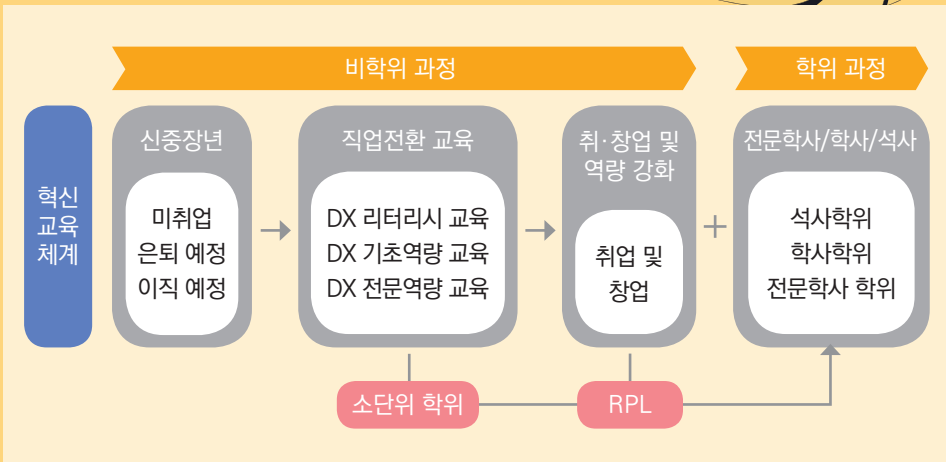 비학위 과정
학위 과정
혁신
교육
체계
신중장년
미취업
은퇴 예정
이직 예정
직업전환 교육
DX 리터리시 교육
DX 기초역량 교육
DX 전문역량 교육
취·창업 및
역량 강화
취업 및
창업
전문학사/학사/석사
석사학위
학사학위
전문학사 학위
소단위 학위
RPL